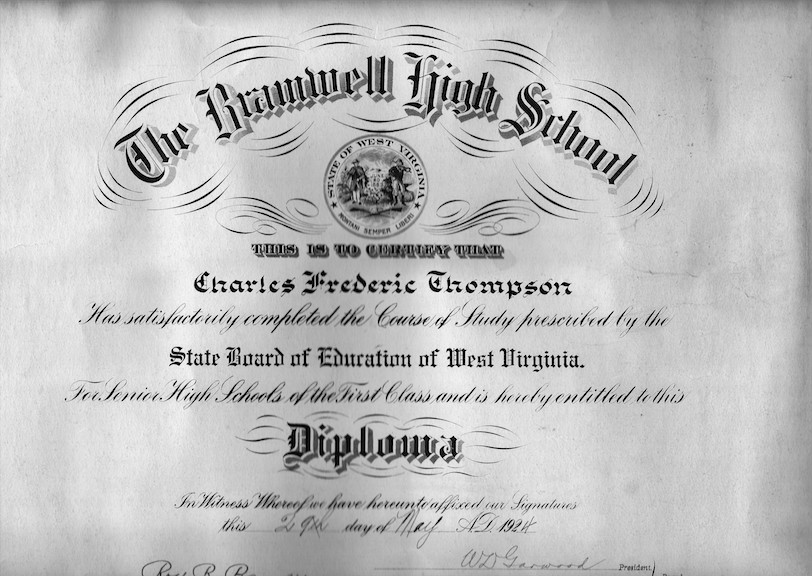 The Bramwell High School
STATE OF WEST VIRGINIA
MONTANI SEMPER LIBERI
THIS IS TO CERTIFY THAT
Charles Frederic Thompson
Has satisfactorily completed the Course of Study prescribed by the
State Board of Education of West Virginia.
For Senior High Schools of the First Class and is hereby entitled to this
Diploma
In Witness Whereof we have hereunto affixed our Signatures
this 29th day of May A.D. 1924
W D Garwood President